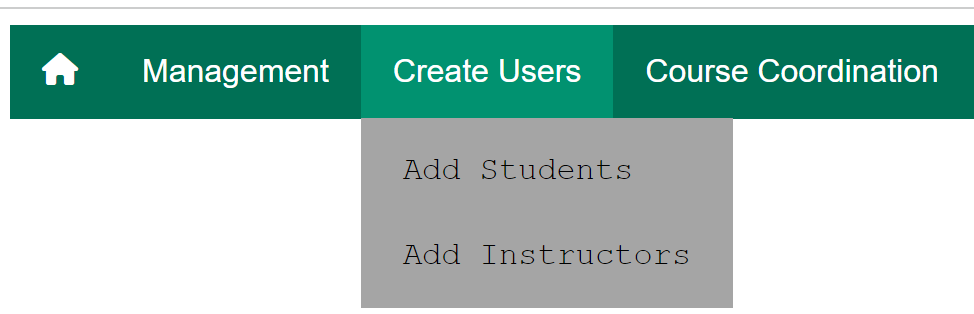 Management Create Users Course Coordination
Add Students
Add Instructors